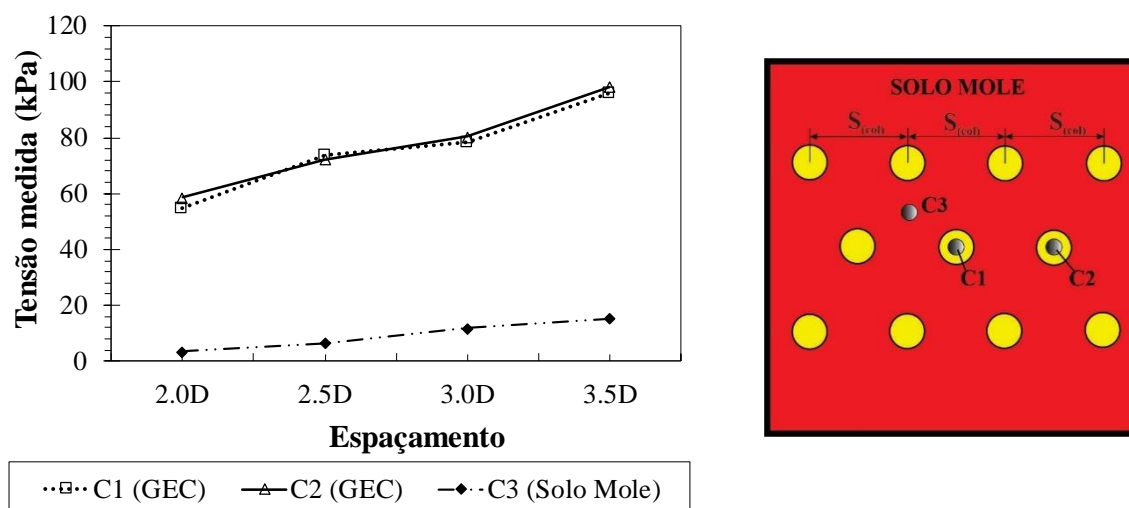 Tensão medida (kPa)
120
100
80
60
40
20
0
2.0D 2.5D 3.0D 3.5D
Espaçamento
C1 (GEC) C2 (GEC) C3 (Solo Mole)
SOLO MOLE
S(col) S(col) S(col)
C3
C1 C2